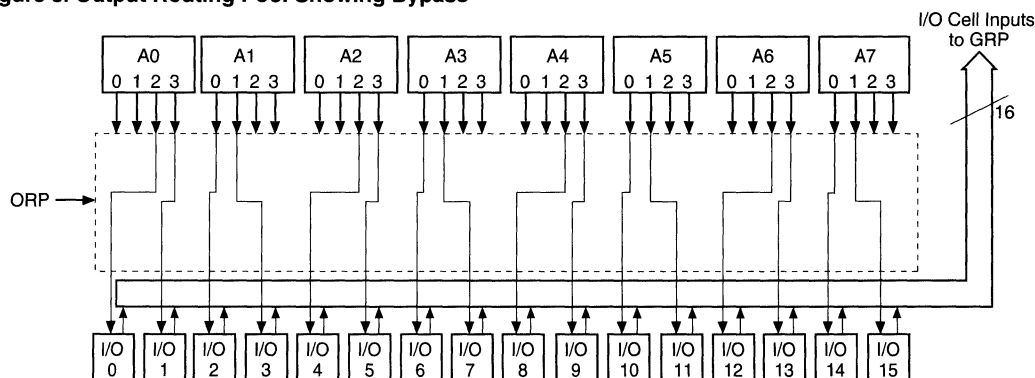 Figure 3. Output Routing Pool Showing Bypass
I/O Cell Inputs
to GRP
A0 A1 A2 A3 A4 A5 A6 A7
0 1 2 3 0 1 2 3 0 1 2 3 0 1 2 3 0 1 2 3 0 1 2 3 0 1 2 3 0 1 2 3
16
ORP
I/O I/O I/O I/O I/O I/O I/O I/O I/O I/O I/O I/O I/O I/O I/O I/O
0 1 2 3 4 5 6 7 8 9 10 11 12 13 14 15